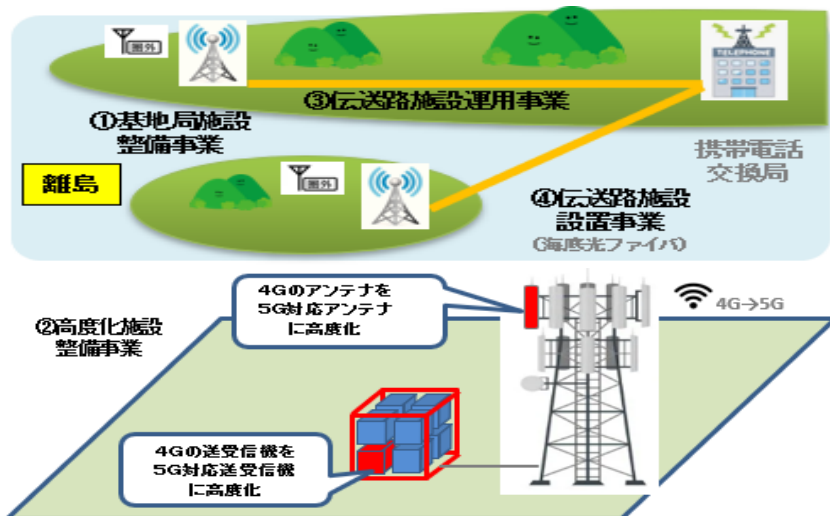 圏外
TELEPHONE
③伝送路施設運用事業
①基地局施設
整備事業
携帯電話
交換局
離島
圏外
④伝送路施設
設置事業
(海底光ファイバ)
4Gのアンテナを
5G対応アンテナ
に高度化
4G→5G
②高度化施設
整備事業
4Gの送受信機を
5G対応送受信機
に高度化